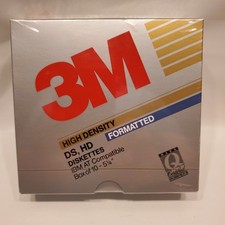 3M
HIGH DENSITY
FORMATTED
DS, HD
DISKETTES
IBM AT Compatible
Box of 10 - 5¼"